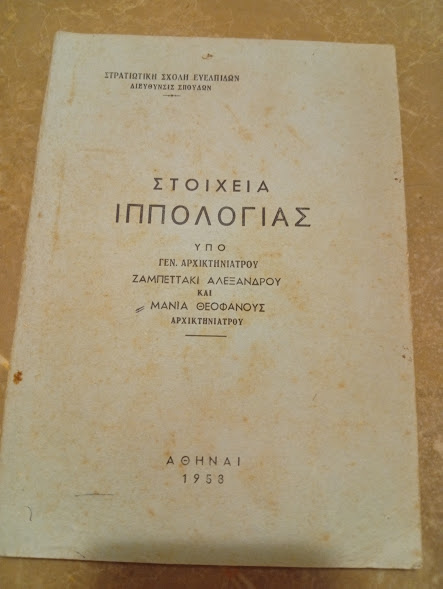 ΣΤΡΑΤΙΩΤΙΚΗ ΣΧΟΛΗ ΕΥΕΛΠΙΔΩΝ
ΔΙΕΥΘΥΝΣΙΣ ΣΠΟΥΔΩΝ
ΣΤΟΙΧΕΙΑ
ΙΠΠΟΛΟΓΙΑΣ
ΥΠΟ
ΓΕΝ. ΑΡΧΙΚΤΗΝΙΑΤΡΟΥ
ΖΑΜΠΕΤΤΑΚΙ ΑΛΕΞΑΝΔΡΟΥ
ΚΑΙ
ΜΑΝΙΑ ΘΕΟΦΑΝΟΥΣ
ΑΡΧΙΚΤΗΝΙΑΤΡΟΥ
ΑΘΗΝΑΙ
1953